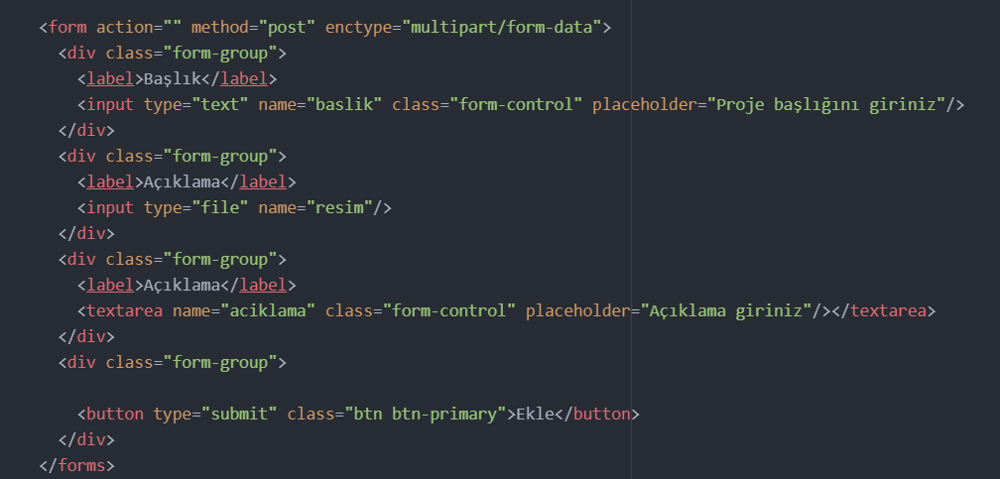 <form action="" method="post" enctype="multipart/form-data">
<div class="form-group">
<label>Başlık</label>
<input type="text" name="baslik" class="form-control" placeholder="Proje başlığını giriniz"/>
</div>
<div class="form-group">
<label>Açıklama</label>
<input type="file" name="resim"/>
</div>
<div class="form-group">
<label>Açıklama</label>
<textarea name="aciklama" class="form-control" placeholder="Açıklama giriniz"/></textarea>
</div>
<div class="form-group">
<button type="submit" class="btn btn-primary">Ekle</button>
</div>
</forms>